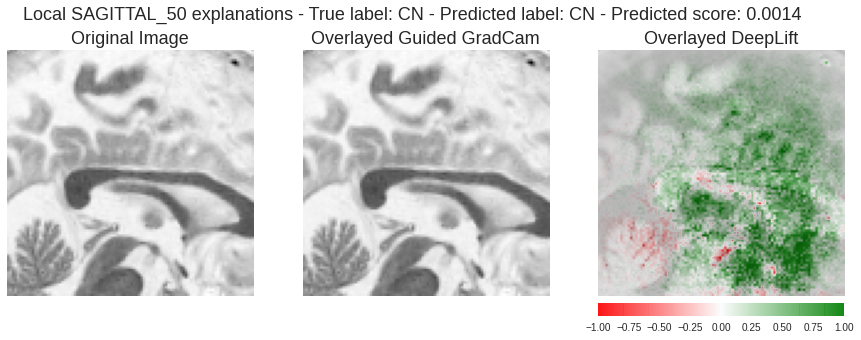 Local SAGITTAL_50 explanations - True label: CN - Predicted label: CN - Predicted score: 0.0014
Original Image
Overlayed Guided GradCam
Overlayed DeepLift
−1.00 −0.75 −0.50 −0.25 0.00 0.25 0.50 0.75 1.00